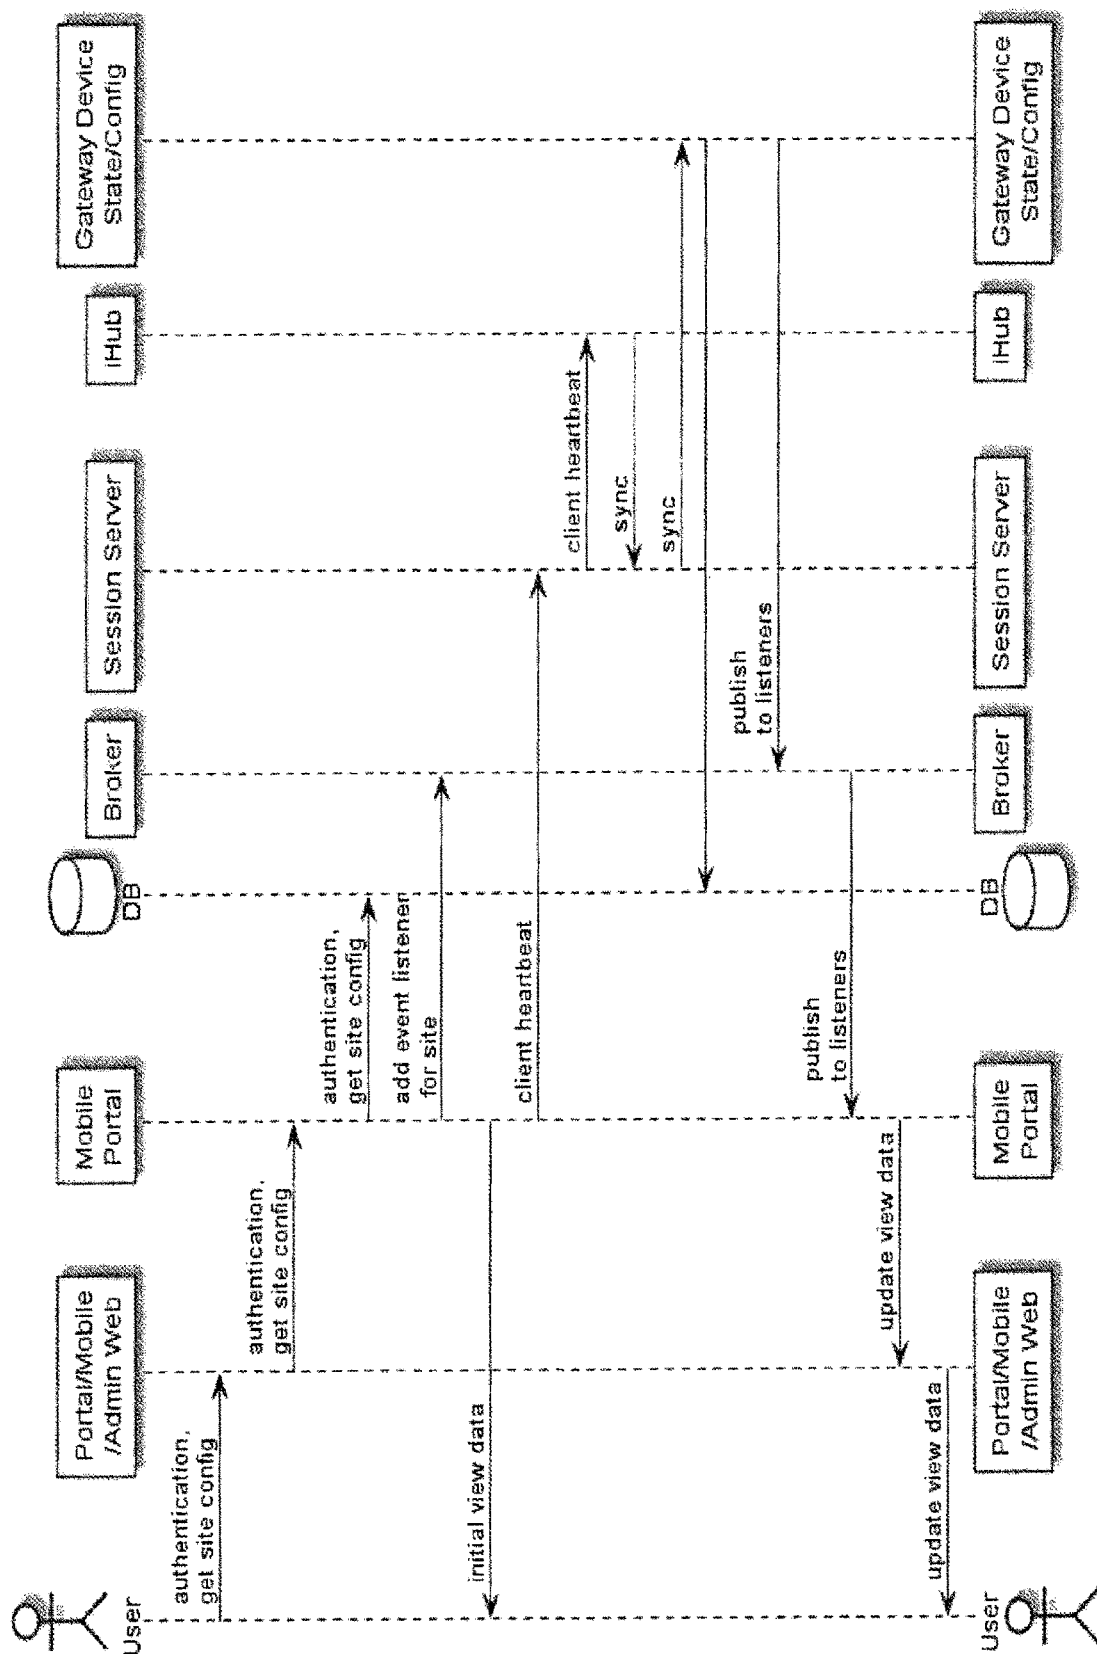 User
Portal/Mobile
/Admin Web
Mobile
Portal
DB
Broker
Session Server
iHub
Gateway Device
State/Config
authentication,
get site config
authentication,
get site config
authentication,
get site config
add event listener
for site
initial view data
client heartbeat
client heartbeat
sync
sync
publish
to listeners
publish
to listeners
update view data
update view data
User
Portal/Mobile
/Admin Web
Mobile
Portal
DB
Broker
Session Server
iHub
Gateway Device
State/Config